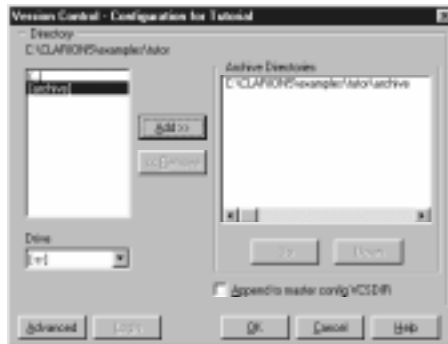 Version Control - Configuration for Tutorial
Directory
C:\CLARION5\examples\tutor
[..]
[archive]
Add >>
<< Remove
Drive
[-c-]
Archive Directories
C:\CLARION5\examples\tutor\archive
Up
Down
Append to master config VCSDIR
Advanced
Login
OK
Cancel
Help